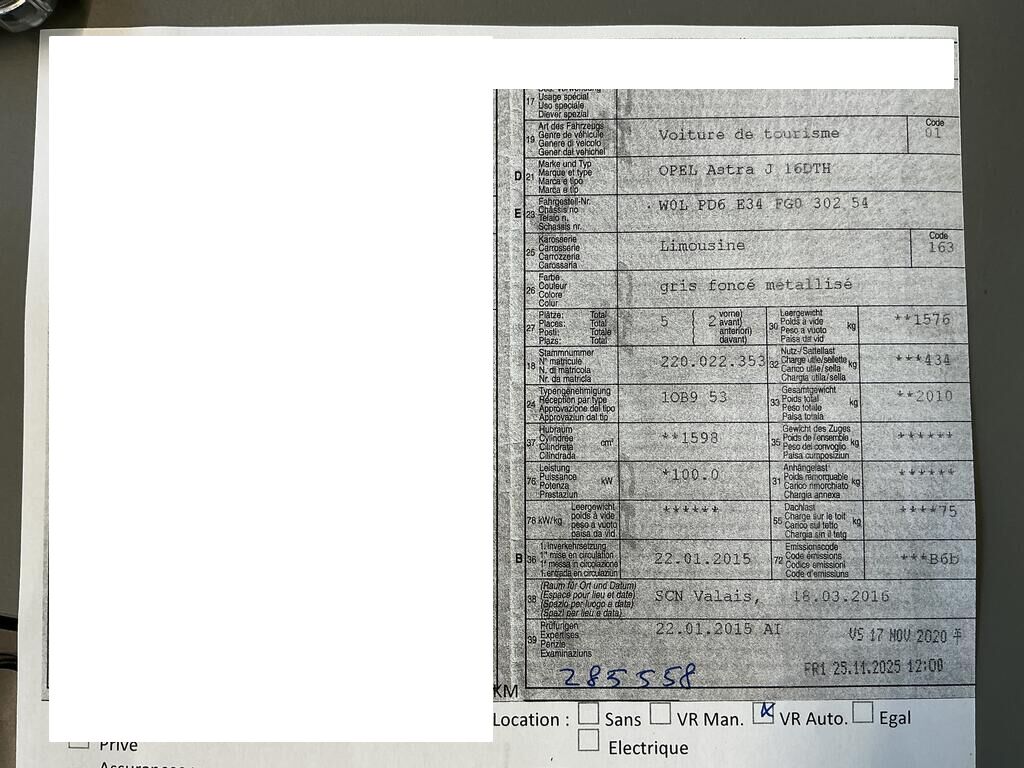 17 Usage spécial
Uso speciale
Diever spezial
19 Art des Fahrzeugs
Genre de véhicule
Genere di veicolo
Gener dal vehichel
Voiture de tourisme
Code
01
D 21 Marke und Typ
Marque et type
Marca e tipo
Marca e tip
OPEL Astra J 16DTH
E 23 Fahrgestell-Nr.
Châssis no
Telaio n.
Schassis nr.
W0L PD6 E34 FG0 302 54
25 Karosserie
Carrosserie
Carrozzeria
Carossaria
Limousine
Code
163
26 Farbe
Couleur
Colore
Colur
gris foncé métallisé
27 Plätze: Total
Places: Total
Posti: Totale
Plazs: Total
5 ( 2 vorne)
avant)
anteriori)
davant)
30 Leergewicht
Poids à vide
Peso a vuoto
Paisa da vid
kg
**1576
18 Stammnummer
N° matricule
N. di matricola
Nr. da matricla
220.022.353
32 Nutz-/Sattellast
Charge utile/sellette
Carico utile/sella
Chargia utila/sella
kg
***434
24 Typengenehmigung
Réception par type
Approvazione del tipo
Approvaziun dal tip
1OB9 53
33 Gesamtgewicht
Poids total
Peso totale
Paisa totala
kg
**2010
37 Hubraum
Cylindrée
Cilindrata
Cilindrada
cm³
**1598
35 Gewicht des Zuges
Poids de l'ensemble
Peso del convoglio
Paisa cumposiziun
kg
******
76 Leistung
Puissance
Potenza
Prestaziun
kW
*100.0
31 Anhängelast
Poids remorquable
Carico rimorchiato
Chargia annexa
kg
******
78 kW/kg
Leergewicht
poids à vide
peso a vuoto
paisa da vid
******
55 Dachlast
Charge sur le toit
Carico sul tetto
Chargia sin il tetg
kg
****75
B 36 1. Inverkehrsetzung
1re mise en circulation
1a messa in circolazione
1. entrada en circulaziun
22.01.2015
72 Emissionscode
Code émissions
Codice emissioni
Code d'emissiuns
***B6b
38 (Raum für Ort und Datum)
(Espace pour lieu et date)
(Spazio per luogo e data)
(Spazi per lieu e data)
SCN Valais, 18.03.2016
39 Prüfungen
Expertises
Perizie
Examinaziuns
22.01.2015 AI
VS 17 NOV 2020
FR1 25.11.2025 12:00
285558
KM
Location : Sans VR Man. VR Auto. Egal
Electrique
Privé